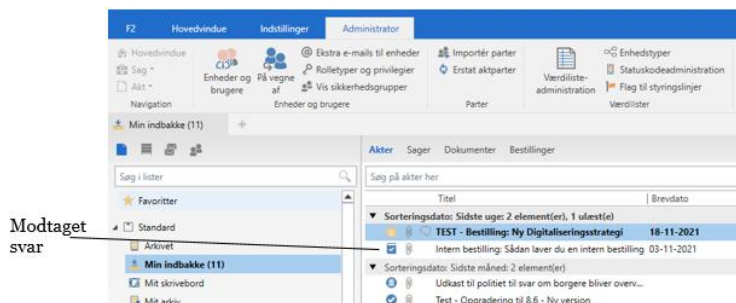 F2 Hovedvindue Indstillinger Administrator
Hovedvindue
Sag
Akt
Navigation
Enheder og brugere
På vegne af
@ Ekstra e-mails til enheder
Rolletyper og privilegier
Vis sikkerhedsgrupper
Enheder og brugere
Importér parter
Erstat aktparter
Parter
Værdiliste-
administration
Enhedstyper
Statuskodeadministration
Flag til styringslinjer
Værdilister
Min indbakke (11) +
Akter Sager Dokumenter Bestillinger
Søg i lister
Søg på akter her
Favoritter
Titel Brevdato
Standard
Sorteringsdato: Sidste uge: 2 element(er), 1 ulæst(e)
TEST - Bestilling: Ny Digitaliseringsstrategi 18-11-2021
Modtaget
svar
Arkivet
Intern bestilling: Sådan laver du en intern bestilling 03-11-2021
Min indbakke (11)
Sorteringsdato: Sidste måned: 2 element(er)
Mit skrivebord
Udkast til politiet til svar om borgere bliver overv...
Mit arkiv
Test - Opgradering til 8.6 - Ny version